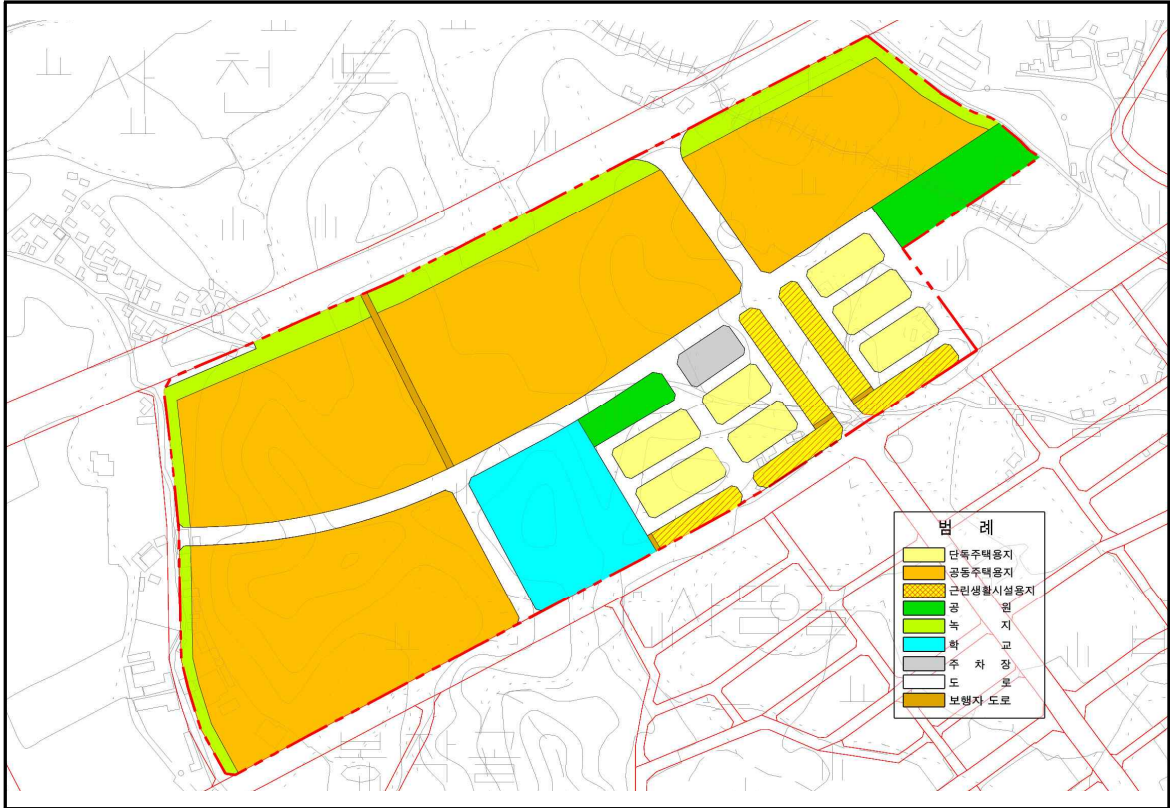 범 례
단독주택용지
공동주택용지
근린생활시설용지
공 원
녹 지
학 교
주 차 장
도 로
보행자 도로